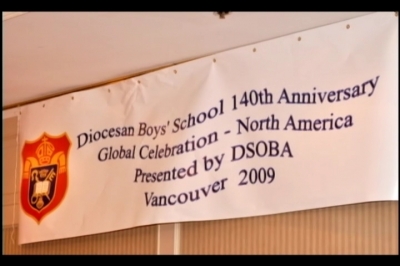 Diocesan Boys' School 140th Anniversary
Global Celebration - North America
Presented by DSOBA
Vancouver 2009